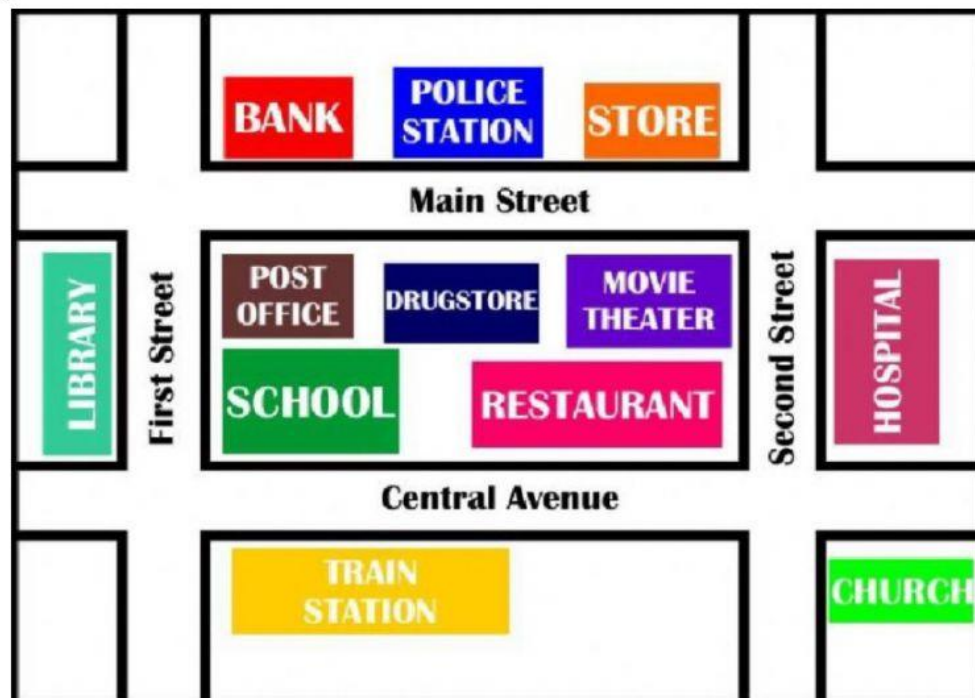 BANK
POLICE
STATION
STORE
Main Street
LIBRARY
First Street
POST
OFFICE
DRUGSTORE
MOVIE
THEATER
SCHOOL
RESTAURANT
Second Street
HOSPITAL
Central Avenue
TRAIN
STATION
CHURCH